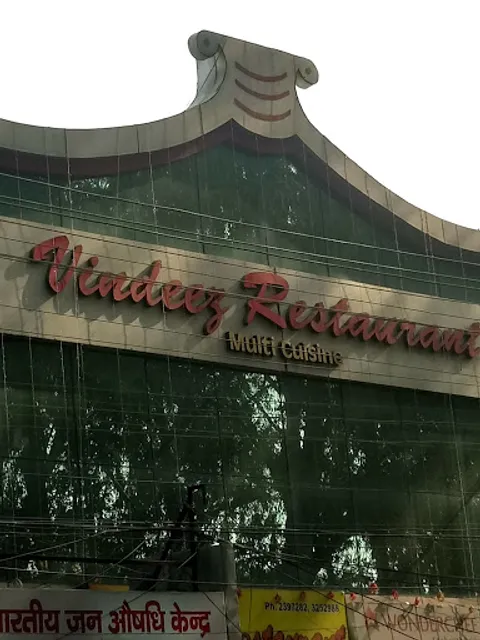 Vindeez Restaurant
Multi Cuisine
भारतीय जन औषधि केन्द्र